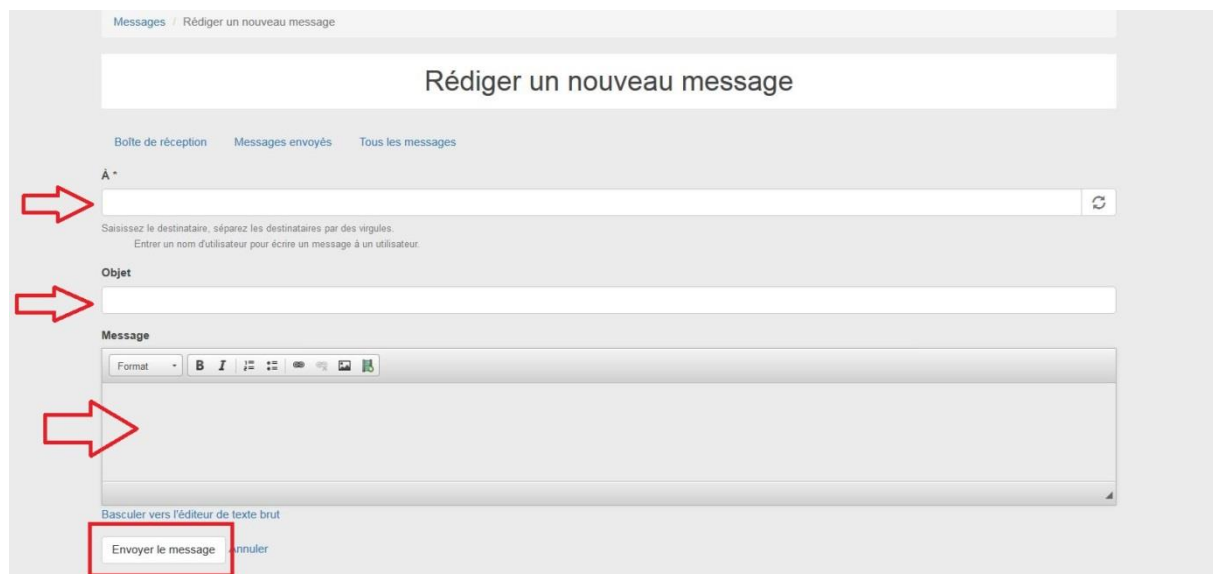 Messages / Rédiger un nouveau message
Rédiger un nouveau message
Boîte de réception Messages envoyés Tous les messages
À *
Saisissez le destinataire, séparez les destinataires par des virgules.
Entrer un nom d'utilisateur pour écrire un message à un utilisateur.
Objet
Message
Format B I
Basculer vers l'éditeur de texte brut
Envoyer le message Annuler